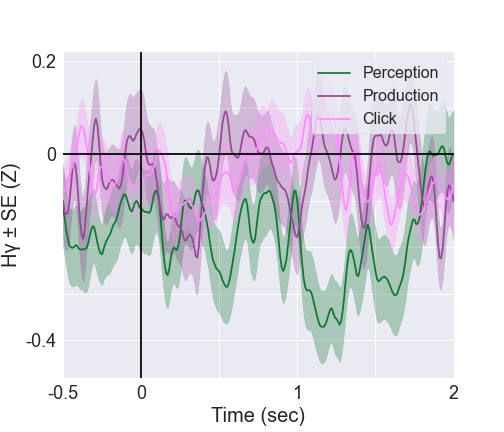 0.2
0
-0.4
Hγ ± SE (Z)
Perception
Production
Click
-0.5
0
1
2
Time (sec)